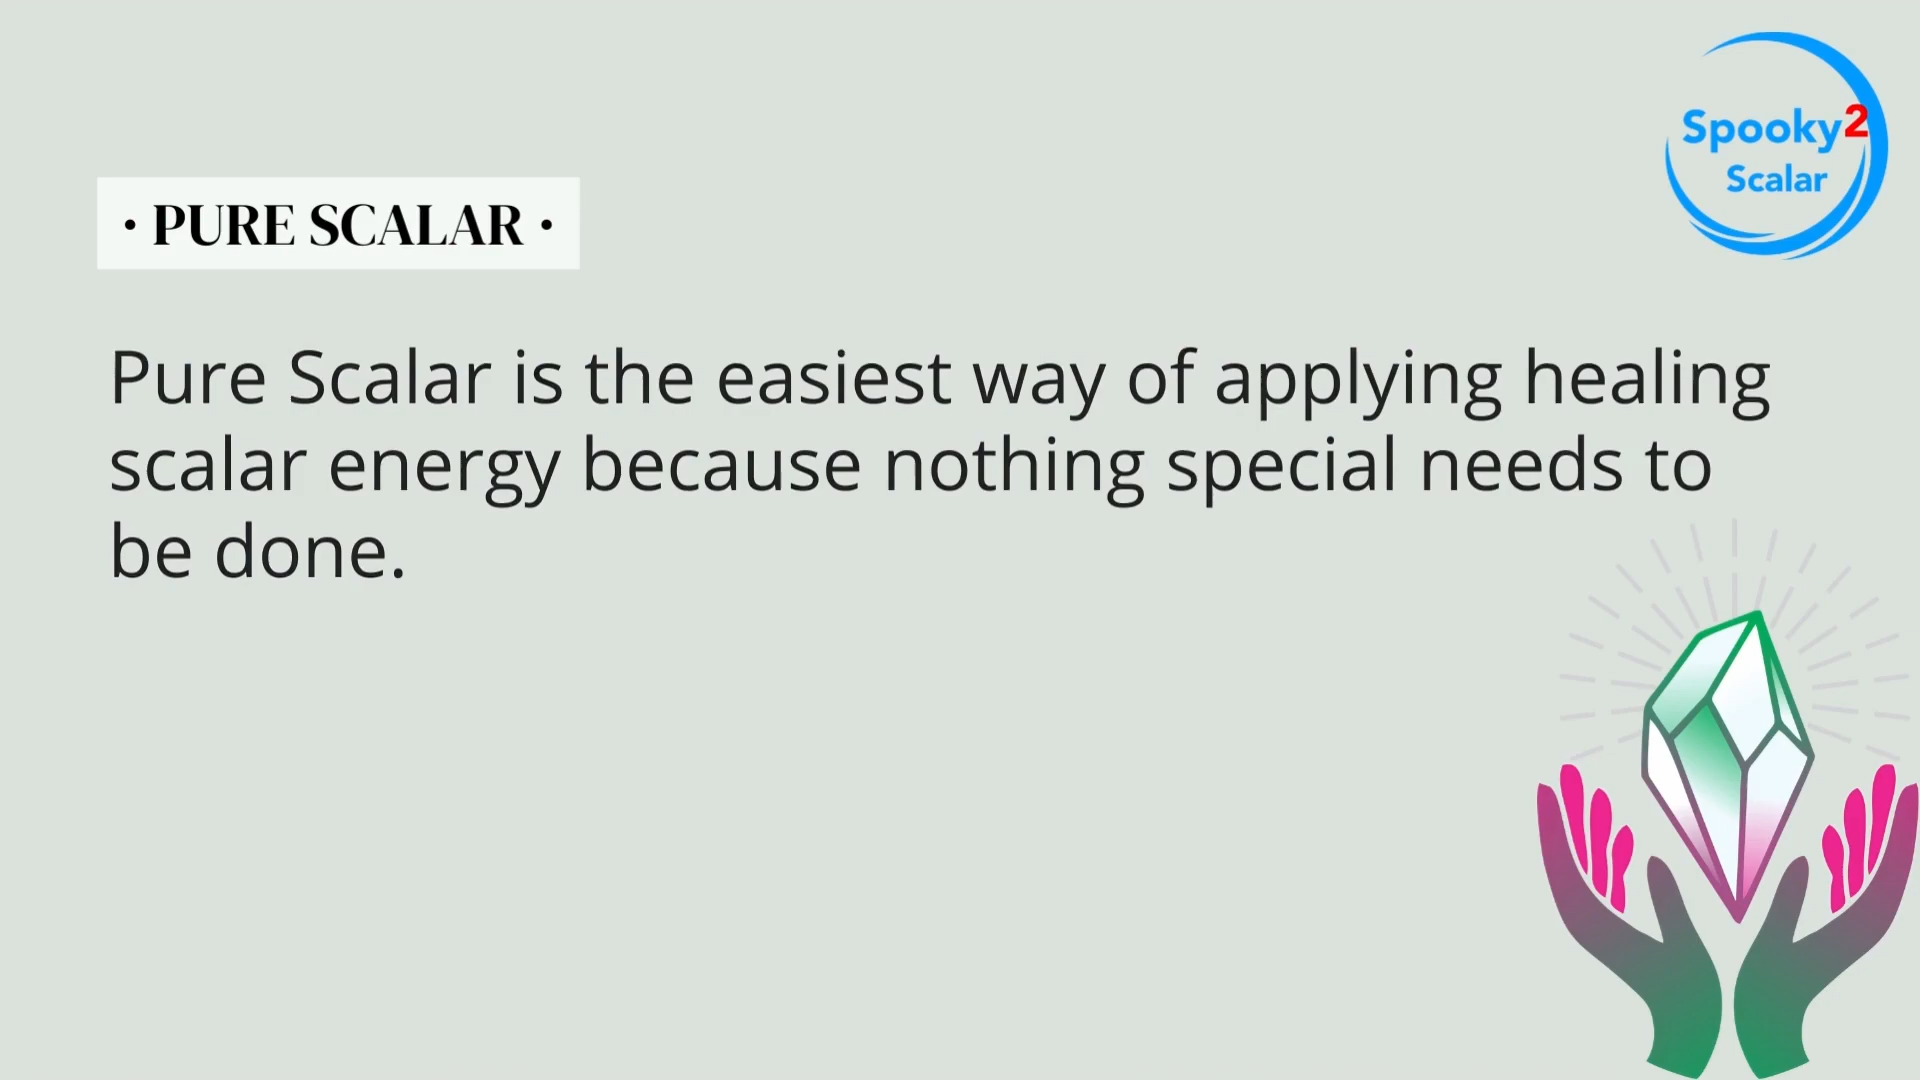 Spooky2
Scalar
· PURE SCALAR ·
Pure Scalar is the easiest way of applying healing
scalar energy because nothing special needs to
be done.